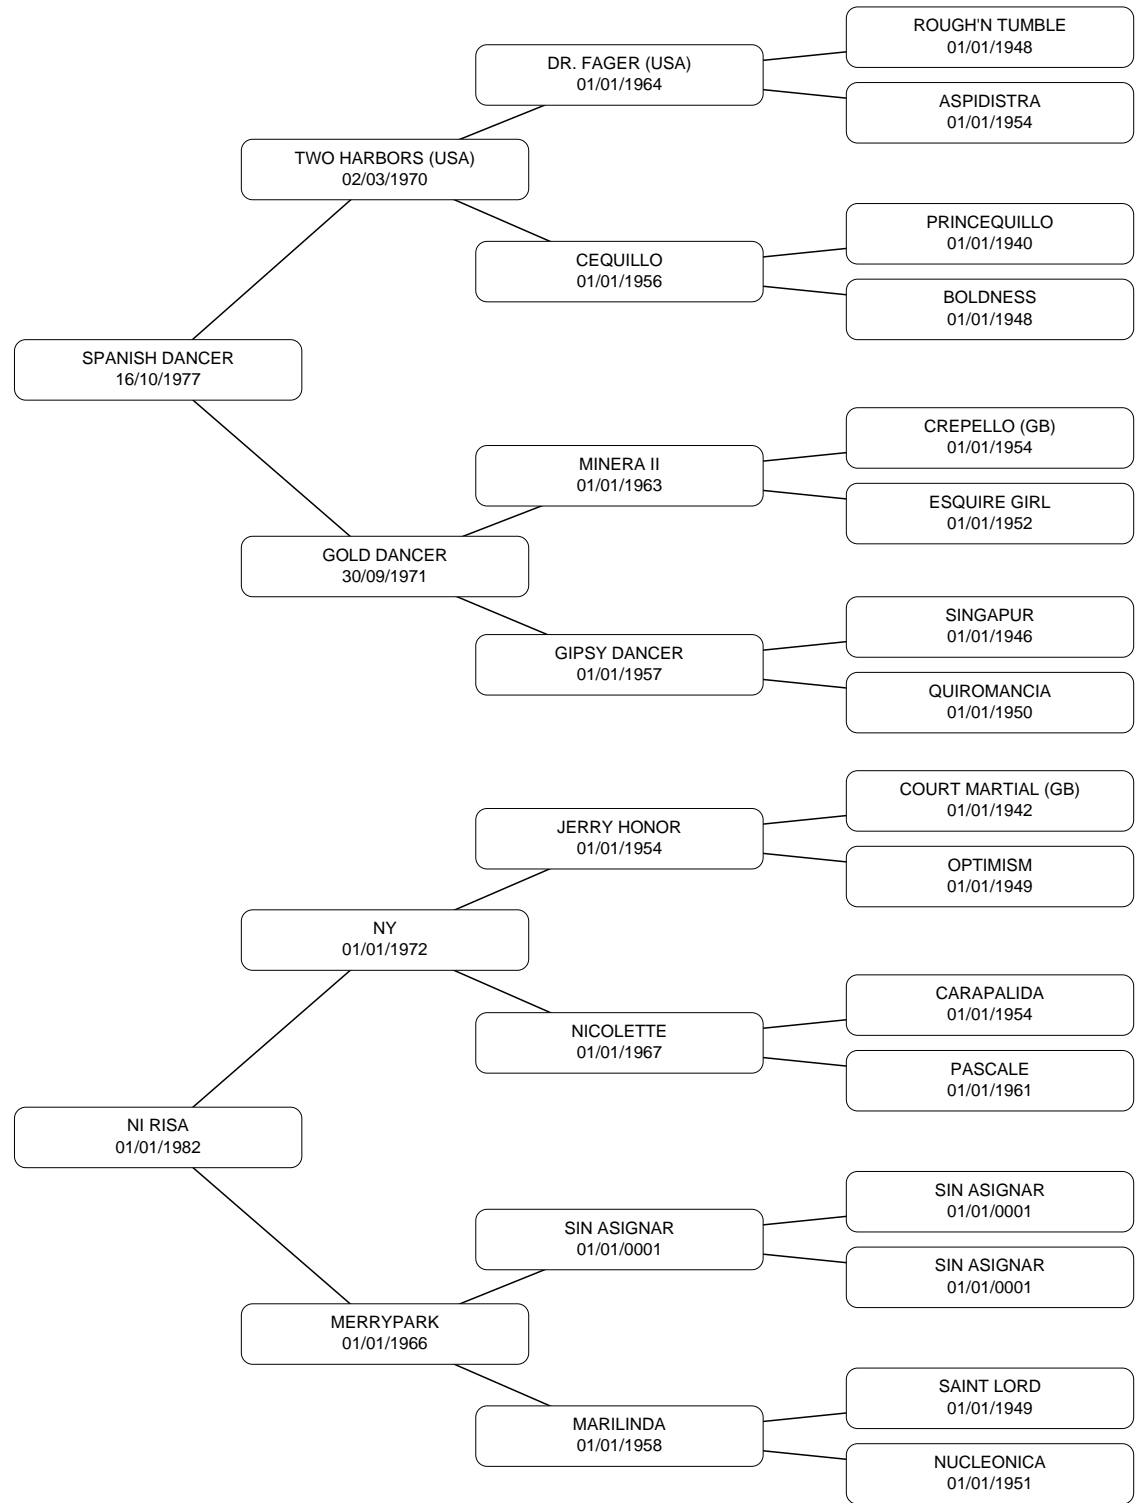 ROUGH'N TUMBLE
01/01/1948
DR. FAGER (USA)
01/01/1964
ASPIDISTRA
01/01/1954
TWO HARBORS (USA)
02/03/1970
PRINCEQUILLO
01/01/1940
CEQUILLO
01/01/1956
BOLDNESS
01/01/1948
SPANISH DANCER
16/10/1977
CREPELLO (GB)
01/01/1954
MINERA II
01/01/1963
ESQUIRE GIRL
01/01/1952
GOLD DANCER
30/09/1971
SINGAPUR
01/01/1946
GIPSY DANCER
01/01/1957
QUIROMANCIA
01/01/1950
COURT MARTIAL (GB)
01/01/1942
JERRY HONOR
01/01/1954
OPTIMISM
01/01/1949
NY
01/01/1972
CARAPALIDA
01/01/1954
NICOLETTE
01/01/1967
PASCALE
01/01/1961
NI RISA
01/01/1982
SIN ASIGNAR
01/01/0001
SIN ASIGNAR
01/01/0001
SIN ASIGNAR
01/01/0001
MERRYPARK
01/01/1966
SAINT LORD
01/01/1949
MARILINDA
01/01/1958
NUCLEONICA
01/01/1951